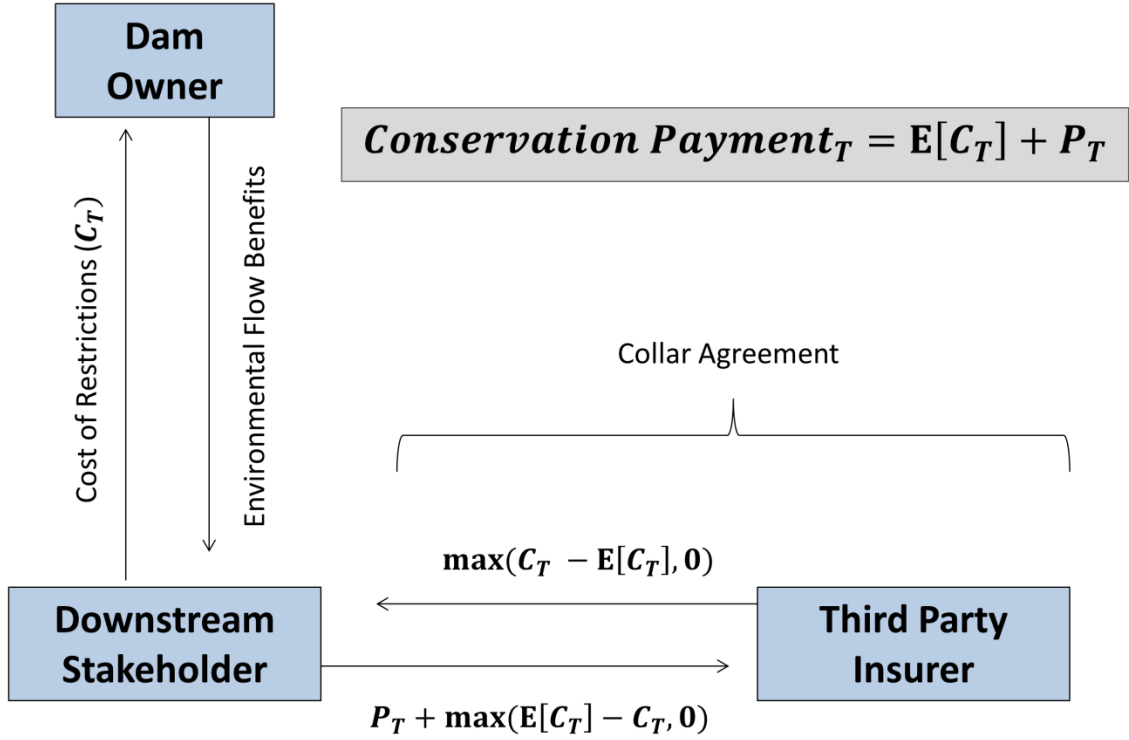 Dam
Owner
Conservation Payment_T = E[C_T] + P_T
Cost of Restrictions (C_T)
Environmental Flow Benefits
Collar Agreement
max(C_T − E[C_T], 0)
Downstream
Stakeholder
Third Party
Insurer
P_T + max(E[C_T] − C_T, 0)